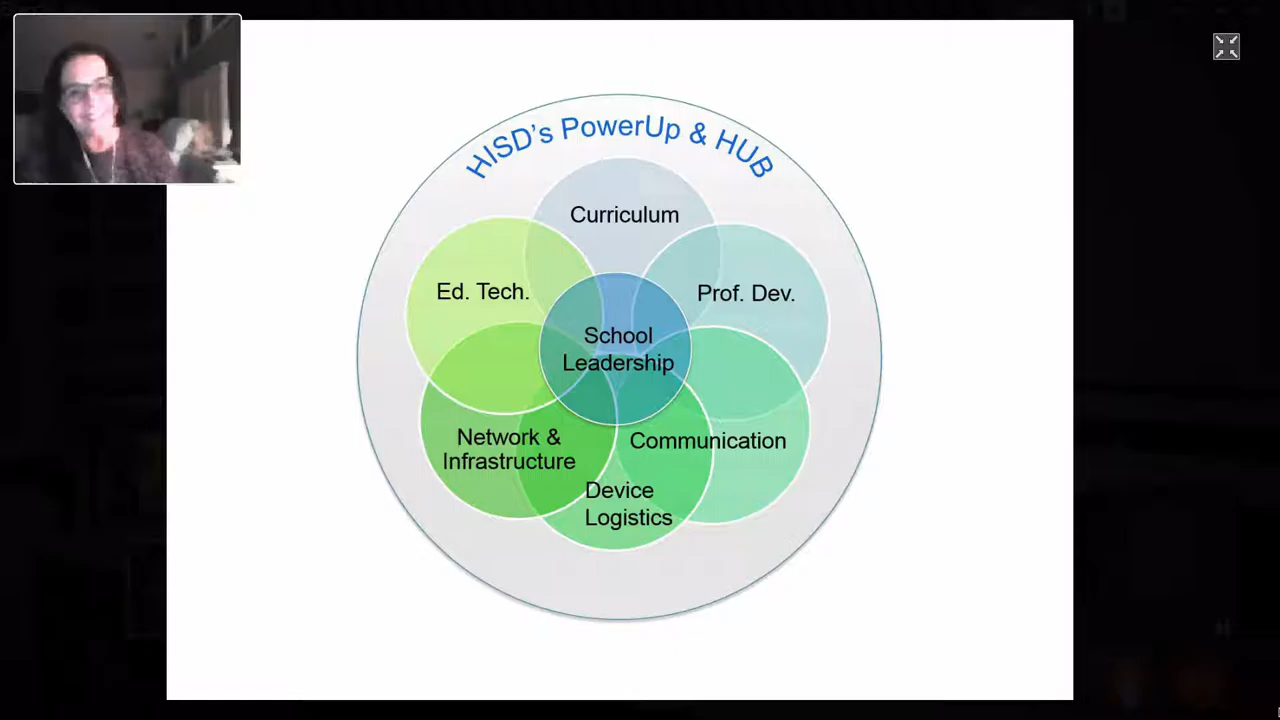 HISD's PowerUp & HUB
Curriculum
Ed. Tech.
Prof. Dev.
School
Leadership
Network &
Infrastructure
Communication
Device
Logistics